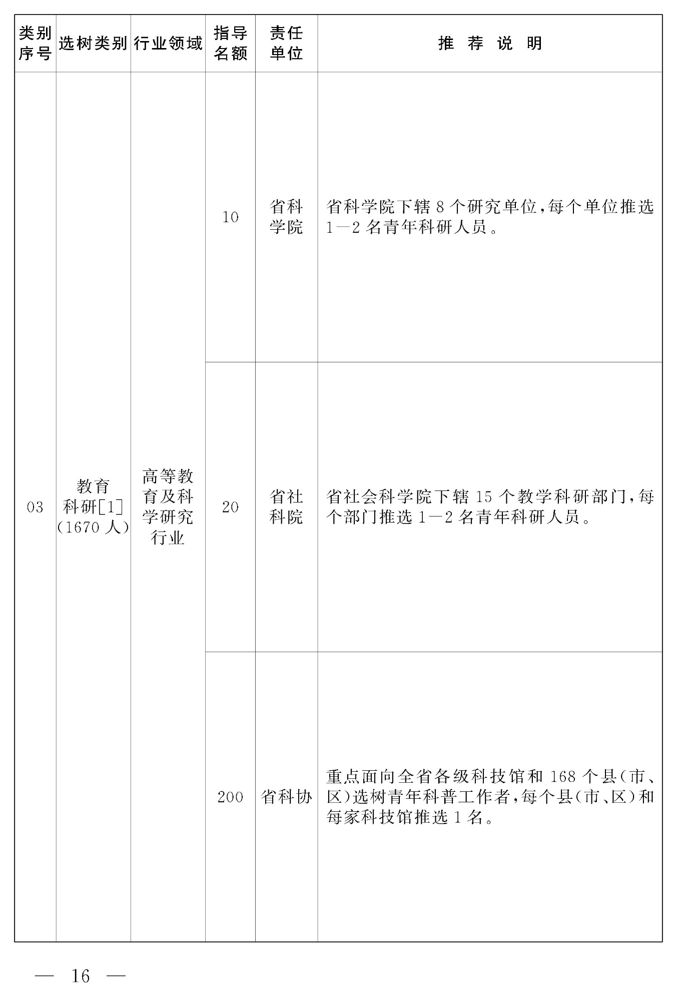 类别
序号
选树类别
行业领域
指导
名额
责任
单位
推 荐 说 明
03
教育
科研[1]
(1670 人)
高等教
育及科
学研究
行业
10
省科
学院
省科学院下辖 8 个研究单位,每个单位推选
1—2 名青年科研人员。
20
省社
科院
省社会科学院下辖 15 个教学科研部门,每
个部门推选 1—2 名青年科研人员。
200
省科协
重点面向全省各级科技馆和 168 个县(市、
区)选树青年科普工作者,每个县(市、区)和
每家科技馆推选 1 名。
— 16 —